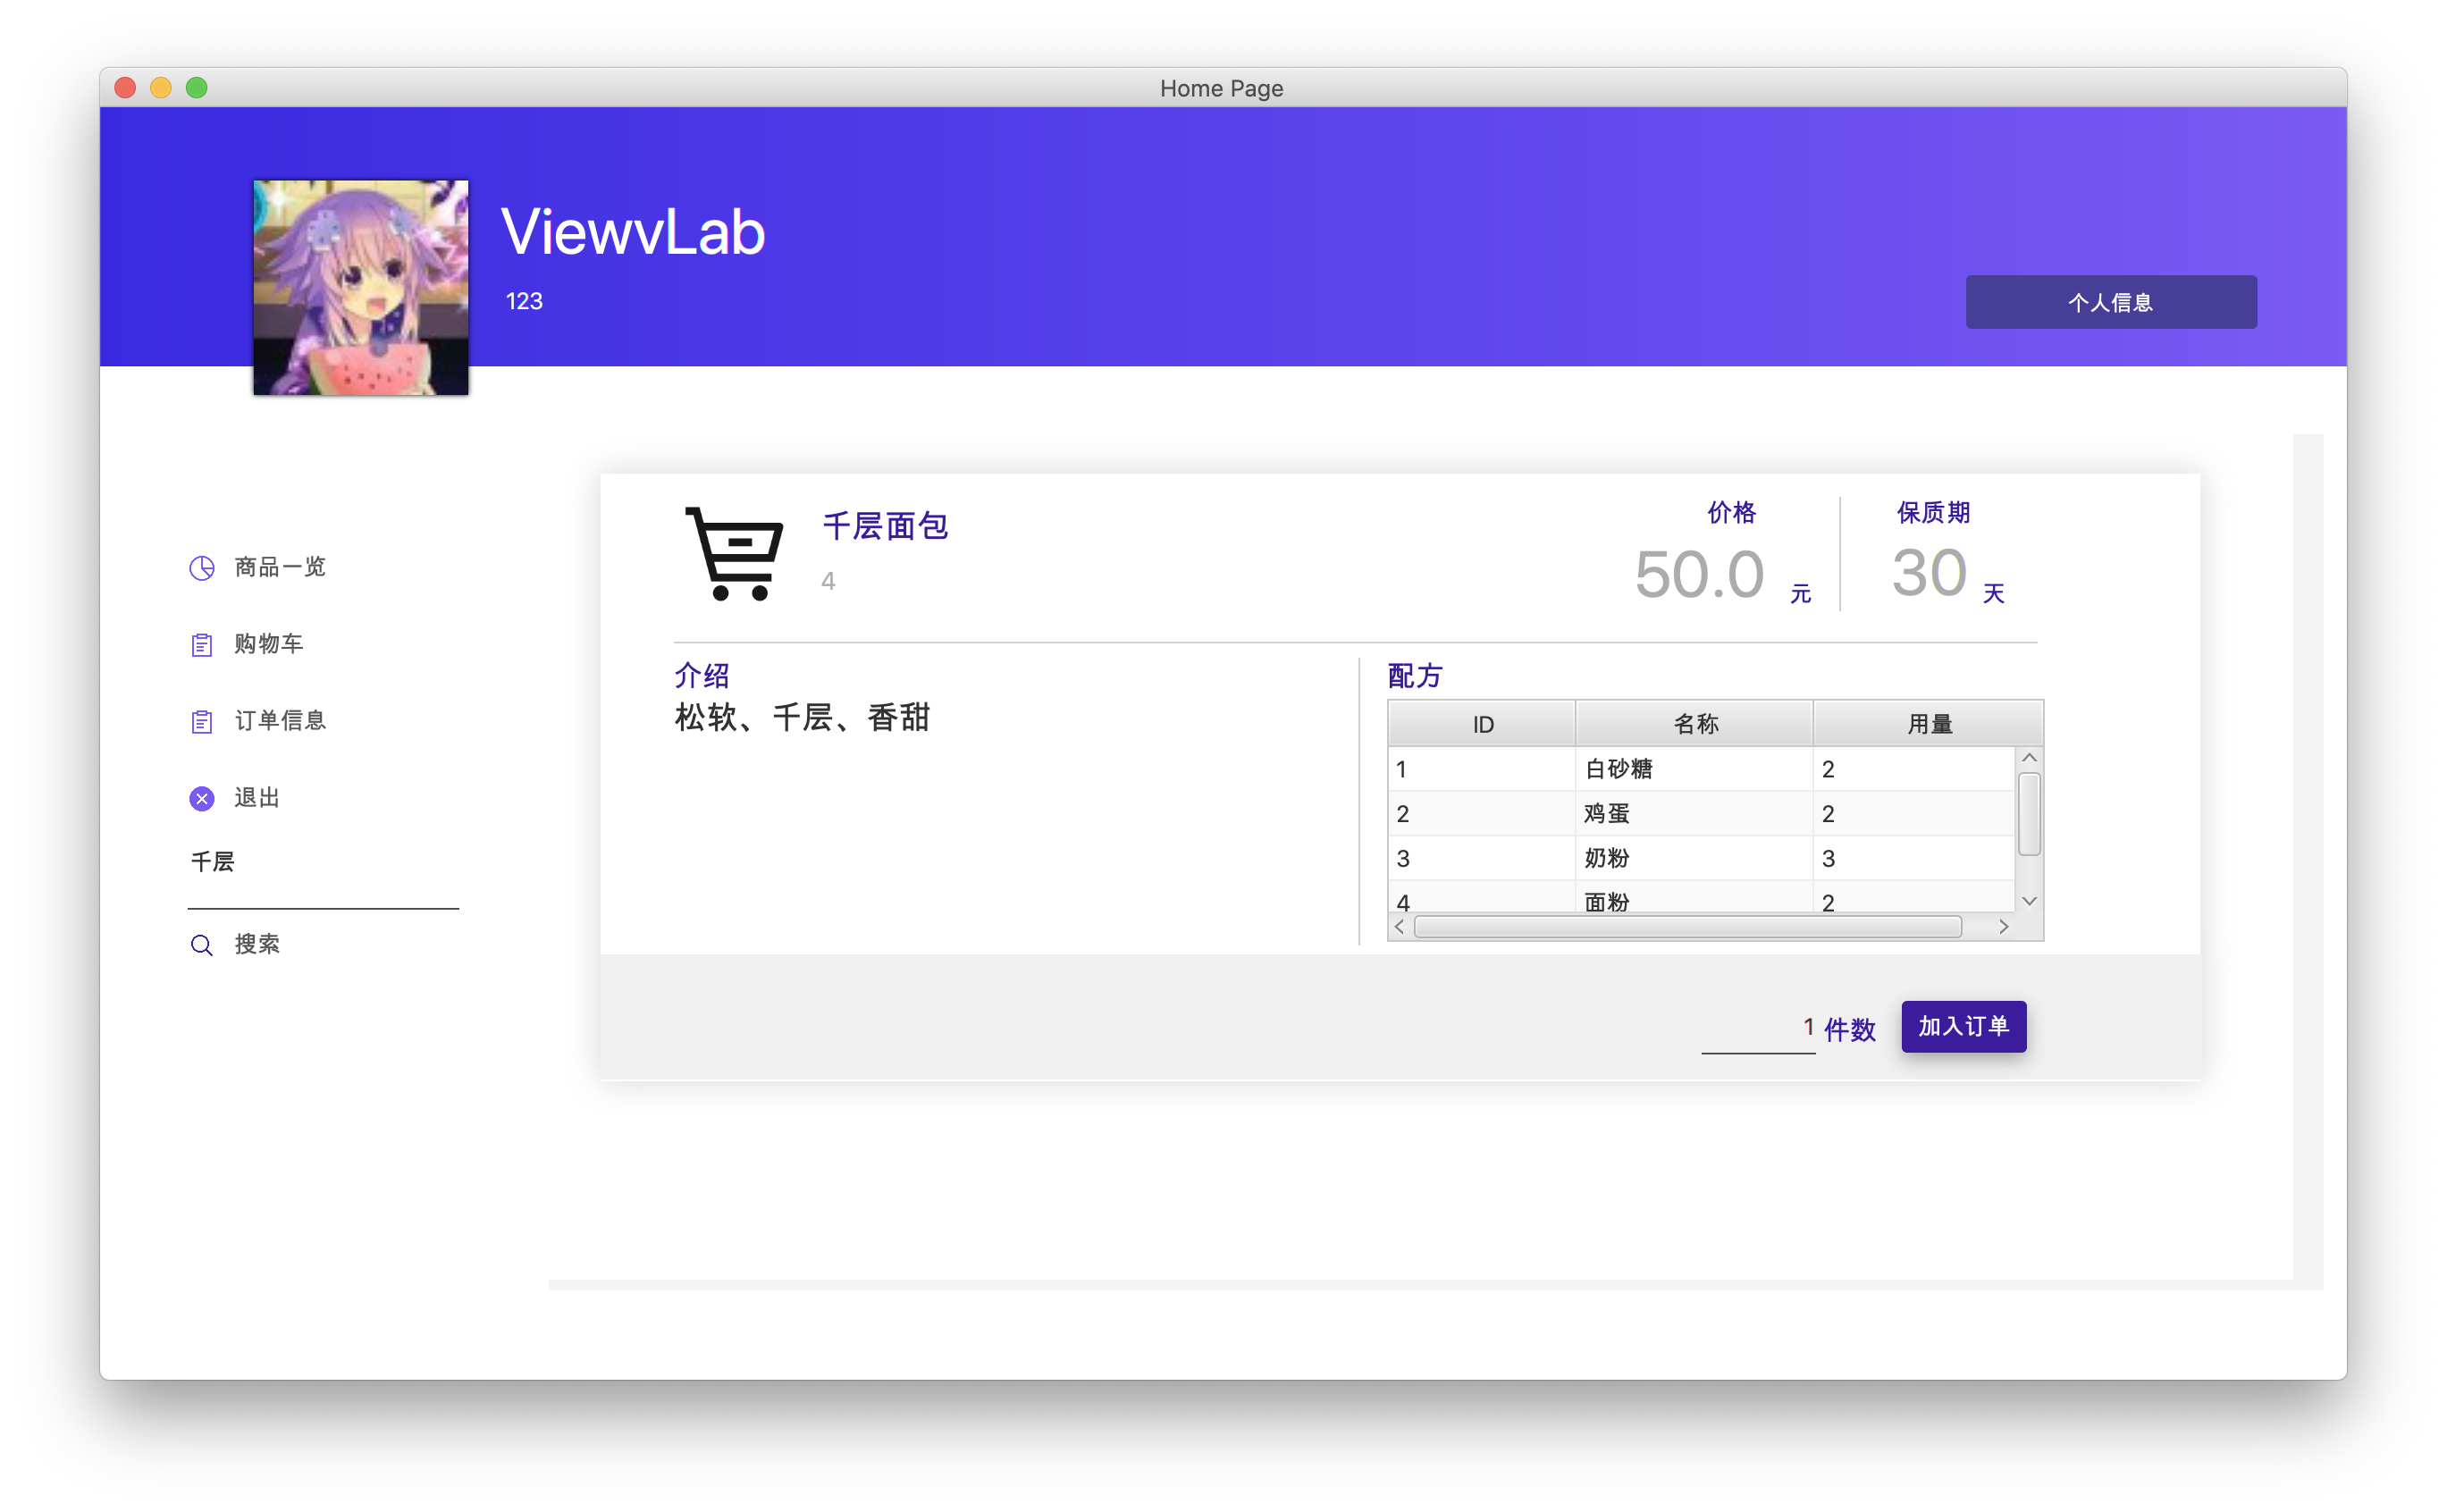 Home Page
ViewvLab
123
个人信息
商品一览
购物车
订单信息
退出
千层
搜索
千层面包
4
价格
50.0 元
保质期
30 天
介绍
松软、千层、香甜
配方
ID 名称 用量
1 白砂糖 2
2 鸡蛋 2
3 奶粉 3
4 面粉 2
1 件数 加入订单